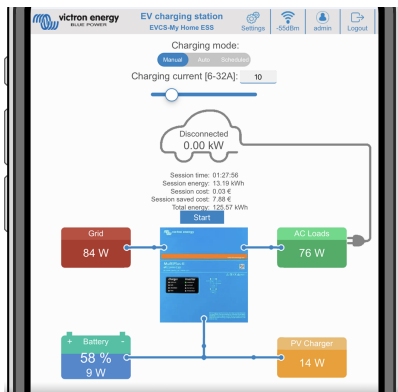 victron energy
BLUE POWER
EV charging station
EVCS-My Home ESS
Settings
-55dBm
admin
Logout
Charging mode:
Manual Auto Scheduled
Charging current [6-32A]: 10
Disconnected
0.00 kW
Session time: 01:27:56
Session energy: 13.19 kWh
Session cost: 0.03 €
Session saved cost: 7.88 €
Total energy: 125.57 kWh
Start
Grid
84 W
victron energy
AC Loads
76 W
+ Battery -
58 %
9 W
PV Charger
14 W